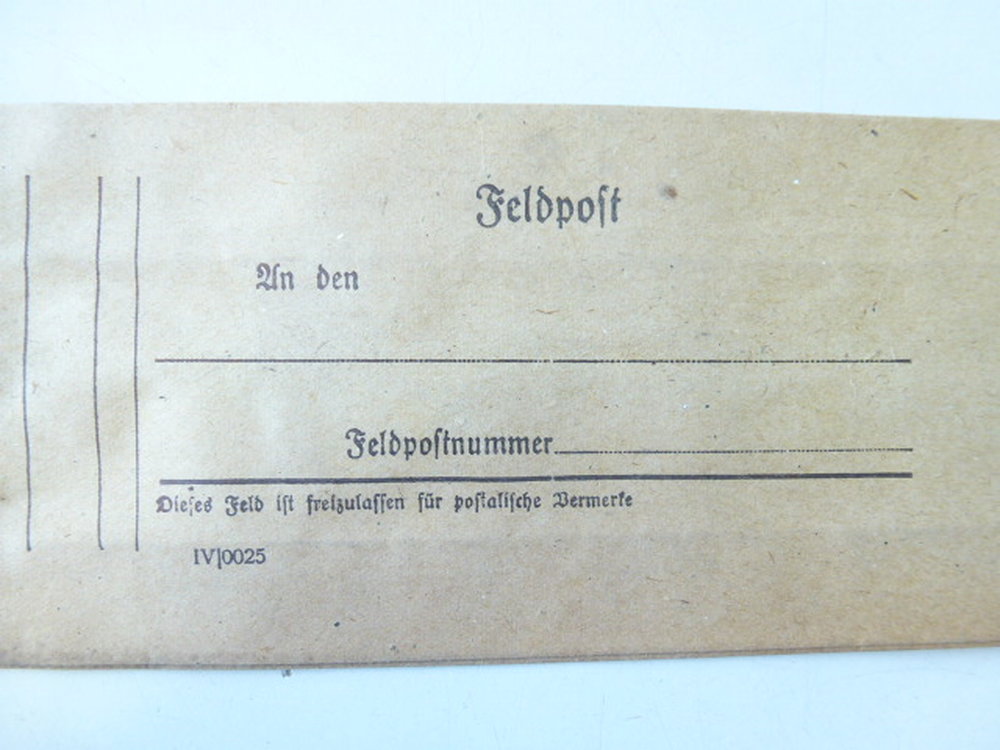 Feldpost
An den
Feldpostnummer
Dieses Feld ist freizulassen für postalische Vermerke
IV|0025